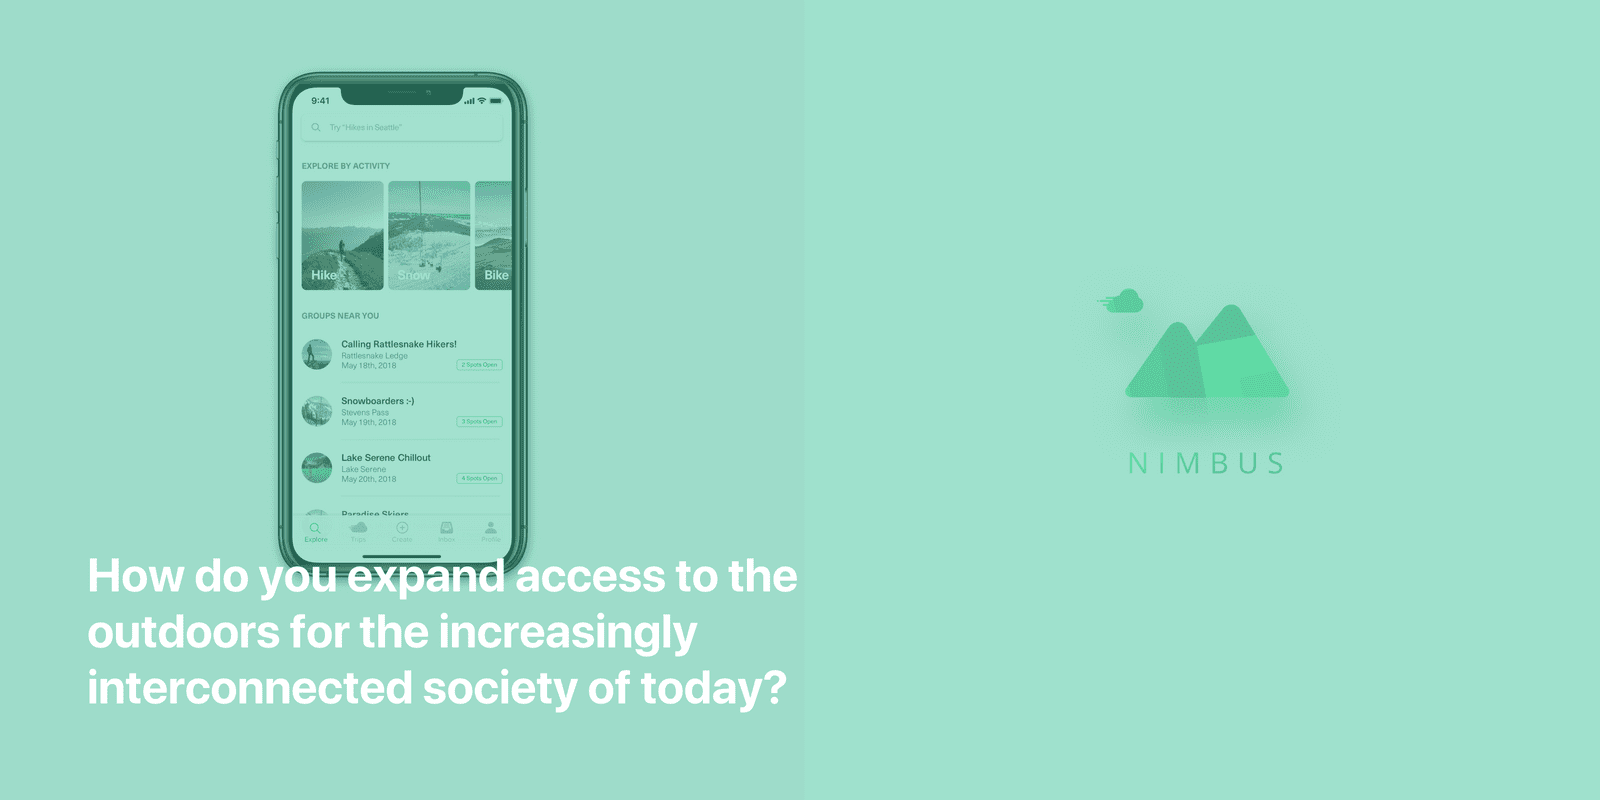 9:41
Try "Hikes in Seattle"
EXPLORE BY ACTIVITY
Hike
Snow
Bike
GROUPS NEAR YOU
Calling Rattlesnake Hikers!
Rattlesnake Ledge
May 18th, 2018
2 Spots Open
Snowboarders :-)
Stevens Pass
May 19th, 2018
3 Spots Open
Lake Serene Chillout
Lake Serene
May 20th, 2018
4 Spots Open
Paradise Skiers
Explore
Trips
Create
Inbox
Profile
How do you expand access to the
outdoors for the increasingly
interconnected society of today?
NIMBUS